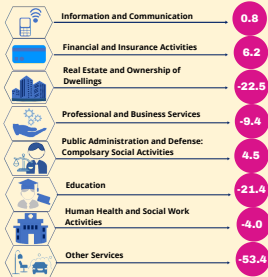 Information and Communication 0.8
Financial and Insurance Activities 6.2
Real Estate and Ownership of
Dwellings -22.5
Professional and Business Services -9.4
Public Administration and Defense:
Compolsary Social Activities 4.5
Education -21.4
Human Health and Social Work
Activities -4.0
Other Services -53.4